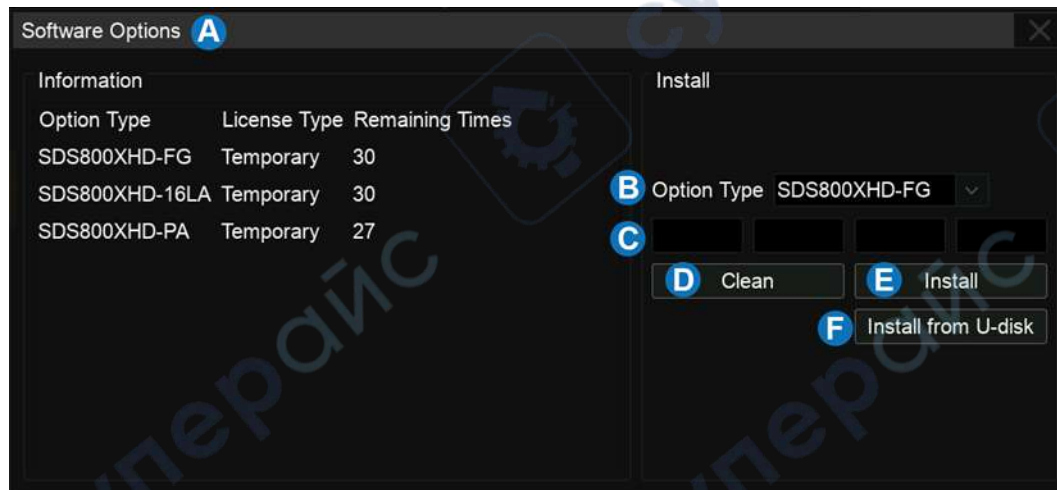 Software Options A
Information
Option Type License Type Remaining Times
SDS800XHD-FG Temporary 30
SDS800XHD-16LA Temporary 30
SDS800XHD-PA Temporary 27
Install
B Option Type SDS800XHD-FG
C
D Clean E Install
F Install from U-disk
суперайс